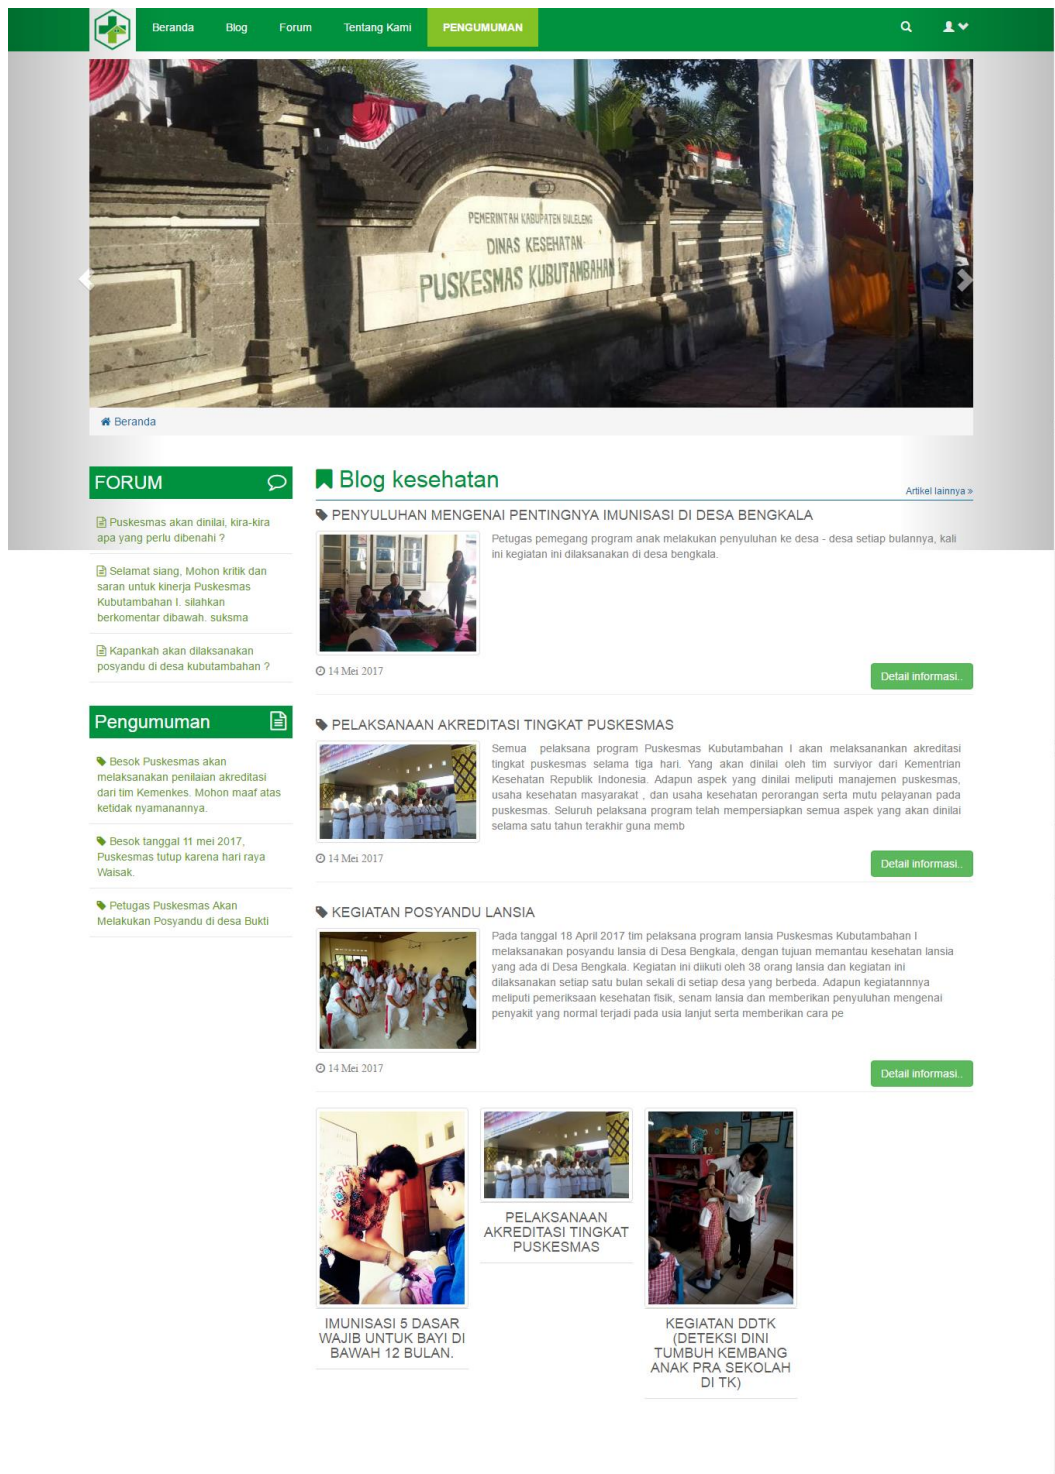 Beranda Blog Forum Tentang Kami PENGUMUMAN
PEMERINTAH KABUPATEN BULELENG
DINAS KESEHATAN
PUSKESMAS KUBUTAMBAHAN 1
Beranda
FORUM
Puskesmas akan dinilai, kira-kira
apa yang perlu dibenahi ?
Selamat siang, Mohon kritik dan
saran untuk kinerja Puskesmas
Kubutambahan I. silahkan
berkomentar dibawah. suksma
Kapankah akan dilaksanakan
posyandu di desa kubutambahan ?
Pengumuman
Besok Puskesmas akan
melaksanakan penilaian akreditasi
dari tim Kemenkes. Mohon maaf atas
ketidak nyamanannya.
Besok tanggal 11 mei 2017,
Puskesmas tutup karena hari raya
Waisak.
Petugas Puskesmas Akan
Melakukan Posyandu di desa Bukti
Blog kesehatan
Artikel lainnya »
PENYULUHAN MENGENAI PENTINGNYA IMUNISASI DI DESA BENGKALA
Petugas pemegang program anak melakukan penyuluhan ke desa - desa setiap bulannya, kali
ini kegiatan ini dilaksanakan di desa bengkala.
14 Mei 2017
Detail informasi..
PELAKSANAAN AKREDITASI TINGKAT PUSKESMAS
Semua pelaksana program Puskesmas Kubutambahan I akan melaksanankan akreditasi
tingkat puskesmas selama tiga hari. Yang akan dinilai oleh tim surviyor dari Kementrian
Kesehatan Republik Indonesia. Adapun aspek yang dinilai meliputi manajemen puskesmas,
usaha kesehatan masyarakat , dan usaha kesehatan perorangan serta mutu pelayanan pada
puskesmas. Seluruh pelaksana program telah mempersiapkan semua aspek yang akan dinilai
selama satu tahun terakhir guna memb
14 Mei 2017
Detail informasi..
KEGIATAN POSYANDU LANSIA
Pada tanggal 18 April 2017 tim pelaksana program lansia Puskesmas Kubutambahan I
melaksanakan posyandu lansia di Desa Bengkala, dengan tujuan memantau kesehatan lansia
yang ada di Desa Bengkala. Kegiatan ini diikuti oleh 38 orang lansia dan kegiatan ini
dilaksanakan setiap satu bulan sekali di setiap desa yang berbeda. Adapun kegiatannnya
meliputi pemeriksaan kesehatan fisik, senam lansia dan memberikan penyuluhan mengenai
penyakit yang normal terjadi pada usia lanjut serta memberikan cara pe
14 Mei 2017
Detail informasi..
IMUNISASI 5 DASAR
WAJIB UNTUK BAYI DI
BAWAH 12 BULAN.
PELAKSANAAN
AKREDITASI TINGKAT
PUSKESMAS
KEGIATAN DDTK
(DETEKSI DINI
TUMBUH KEMBANG
ANAK PRA SEKOLAH
DI TK)